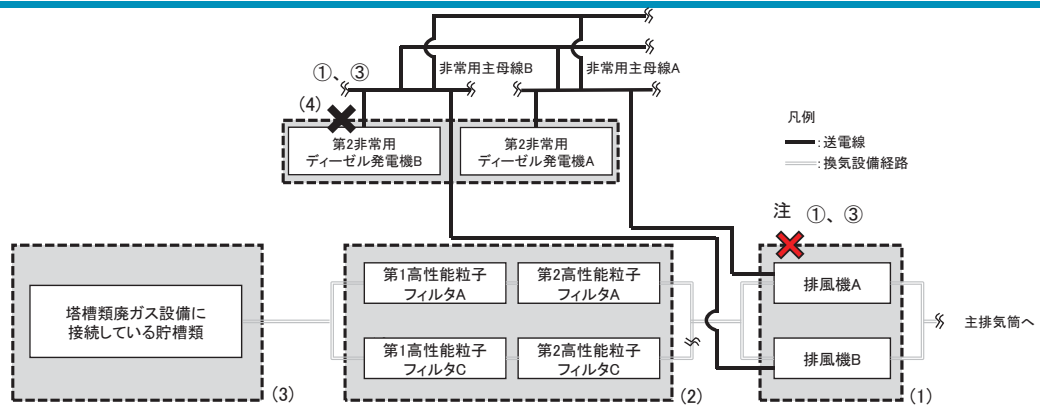 非常用主母線B
非常用主母線A
①、③
(4)
第2非常用
ディーゼル発電機B
第2非常用
ディーゼル発電機A
凡例
:送電線
:換気設備経路
注 ①、③
塔槽類廃ガス設備に
接続している貯槽類
第1高性能粒子
フィルタA
第2高性能粒子
フィルタA
第1高性能粒子
フィルタC
第2高性能粒子
フィルタC
排風機A
排風機B
主排気筒へ
(3)
(2)
(1)